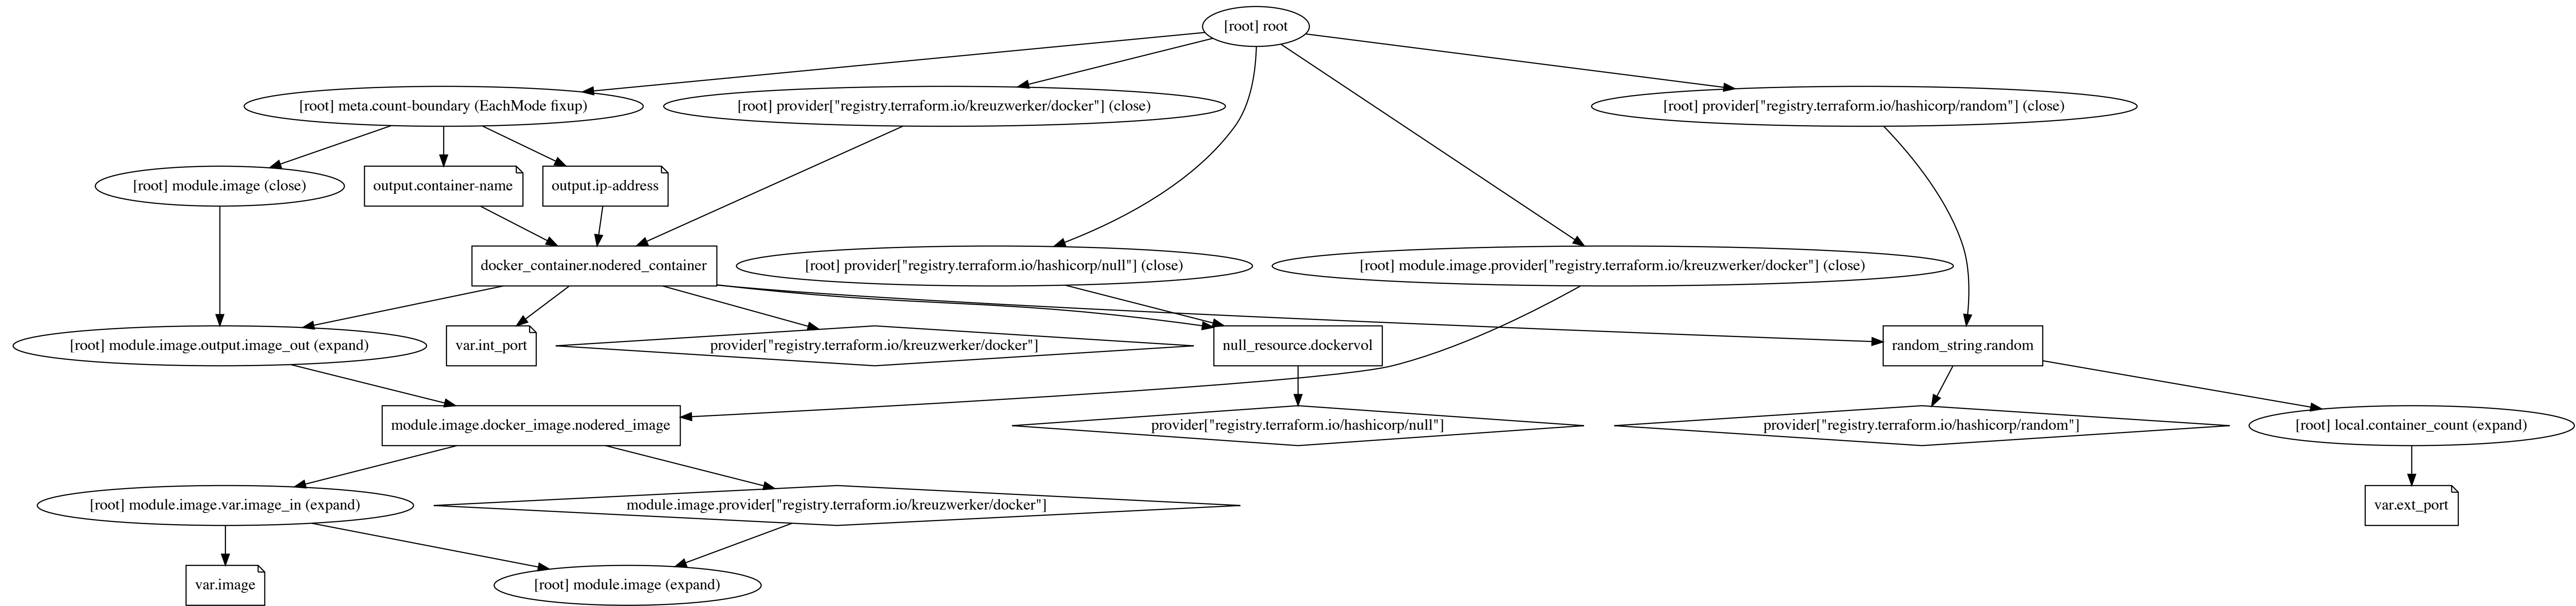 [root] root
[root] meta.count-boundary (EachMode fixup)
[root] provider["registry.terraform.io/kreuzwerker/docker"] (close)
[root] provider["registry.terraform.io/hashicorp/random"] (close)
[root] module.image (close)
output.container-name
output.ip-address
docker_container.nodered_container
[root] provider["registry.terraform.io/hashicorp/null"] (close)
[root] module.image.provider["registry.terraform.io/kreuzwerker/docker"] (close)
[root] module.image.output.image_out (expand)
var.int_port
provider["registry.terraform.io/kreuzwerker/docker"]
null_resource.dockervol
random_string.random
module.image.docker_image.nodered_image
provider["registry.terraform.io/hashicorp/null"]
provider["registry.terraform.io/hashicorp/random"]
[root] local.container_count (expand)
[root] module.image.var.image_in (expand)
module.image.provider["registry.terraform.io/kreuzwerker/docker"]
var.ext_port
var.image
[root] module.image (expand)